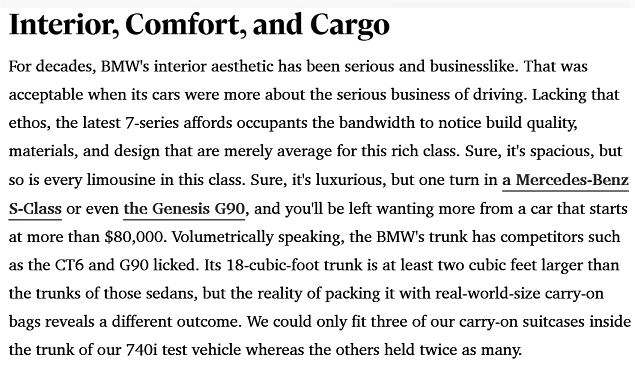 Interior, Comfort, and Cargo
For decades, BMW's interior aesthetic has been serious and businesslike. That was
acceptable when its cars were more about the serious business of driving. Lacking that
ethos, the latest 7-series affords occupants the bandwidth to notice build quality,
materials, and design that are merely average for this rich class. Sure, it's spacious, but
so is every limousine in this class. Sure, it's luxurious, but one turn in a Mercedes-Benz
S-Class or even the Genesis G90, and you'll be left wanting more from a car that starts
at more than $80,000. Volumetrically speaking, the BMW's trunk has competitors such
as the CT6 and G90 licked. Its 18-cubic-foot trunk is at least two cubic feet larger than
the trunks of those sedans, but the reality of packing it with real-world-size carry-on
bags reveals a different outcome. We could only fit three of our carry-on suitcases inside
the trunk of our 740i test vehicle whereas the others held twice as many.